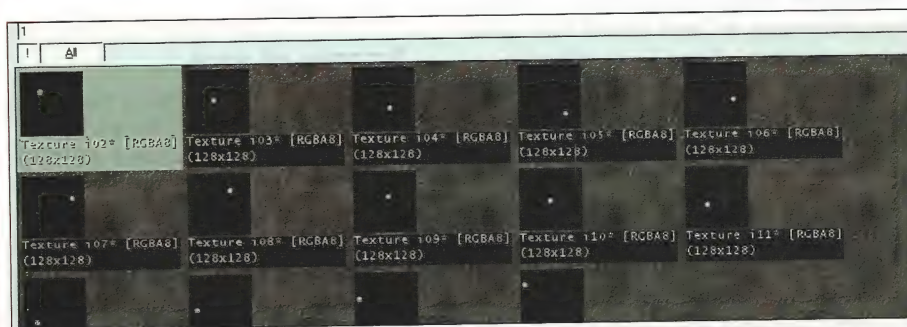 1
! All
Texture 102* [RGBA8] Texture 103* [RGBA8] Texture 104* [RGBA8] Texture 105* [RGBA8] Texture 106* [RGBA8]
(128x128) (128x128) (128x128) (128x128) (128x128)
Texture 107* [RGBA8] Texture 108* [RGBA8] Texture 109* [RGBA8] Texture 110* [RGBA8] Texture 111* [RGBA8]
(128x128) (128x128) (128x128) (128x128) (128x128)